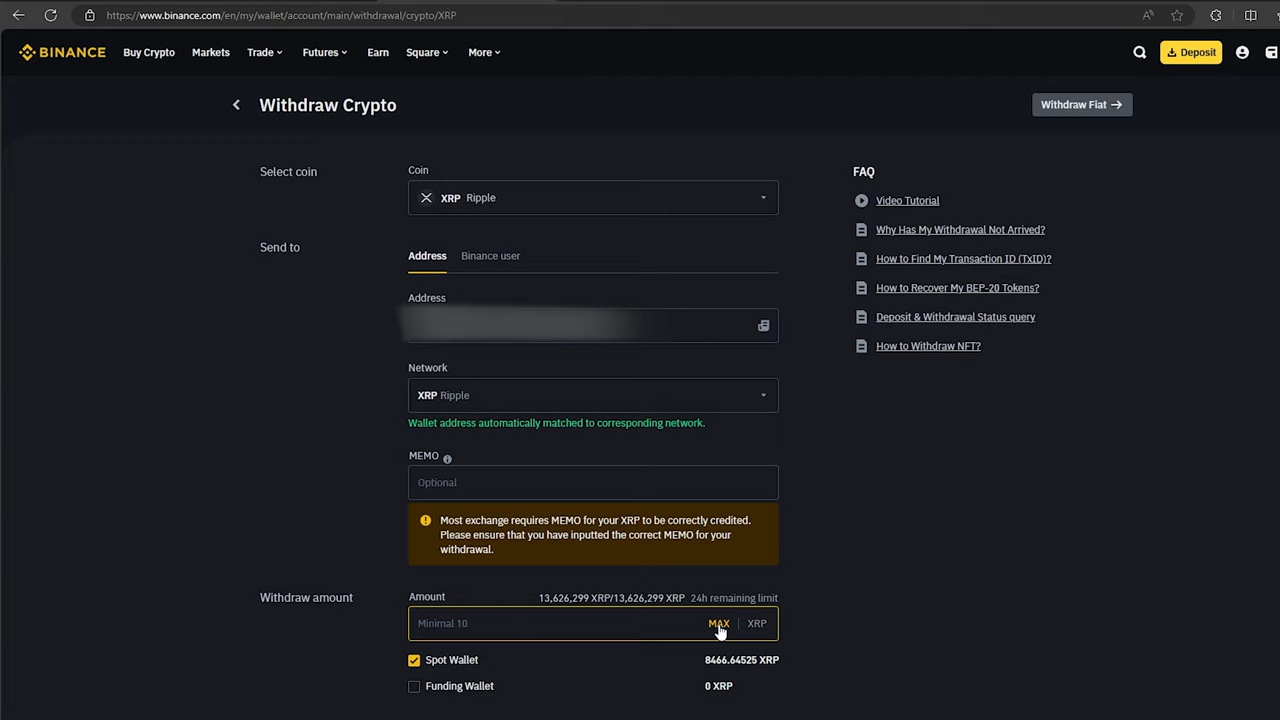 https://www.binance.com/en/my/wallet/account/main/withdrawal/crypto/XRP
BINANCE Buy Crypto Markets Trade Futures Earn Square More Deposit
Withdraw Crypto
Withdraw Fiat
Select coin
Coin
XRP Ripple
Send to
Address Binance user
Address
Network
XRP Ripple
Wallet address automatically matched to corresponding network.
MEMO
Optional
Most exchange requires MEMO for your XRP to be correctly credited.
Please ensure that you have inputted the correct MEMO for your
withdrawal.
Withdraw amount
Amount 13,626,299 XRP/13,626,299 XRP 24h remaining limit
Minimal 10 MAX XRP
Spot Wallet 8466.64525 XRP
Funding Wallet 0 XRP
FAQ
Video Tutorial
Why Has My Withdrawal Not Arrived?
How to Find My Transaction ID (TxID)?
How to Recover My BEP-20 Tokens?
Deposit & Withdrawal Status query
How to Withdraw NFT?